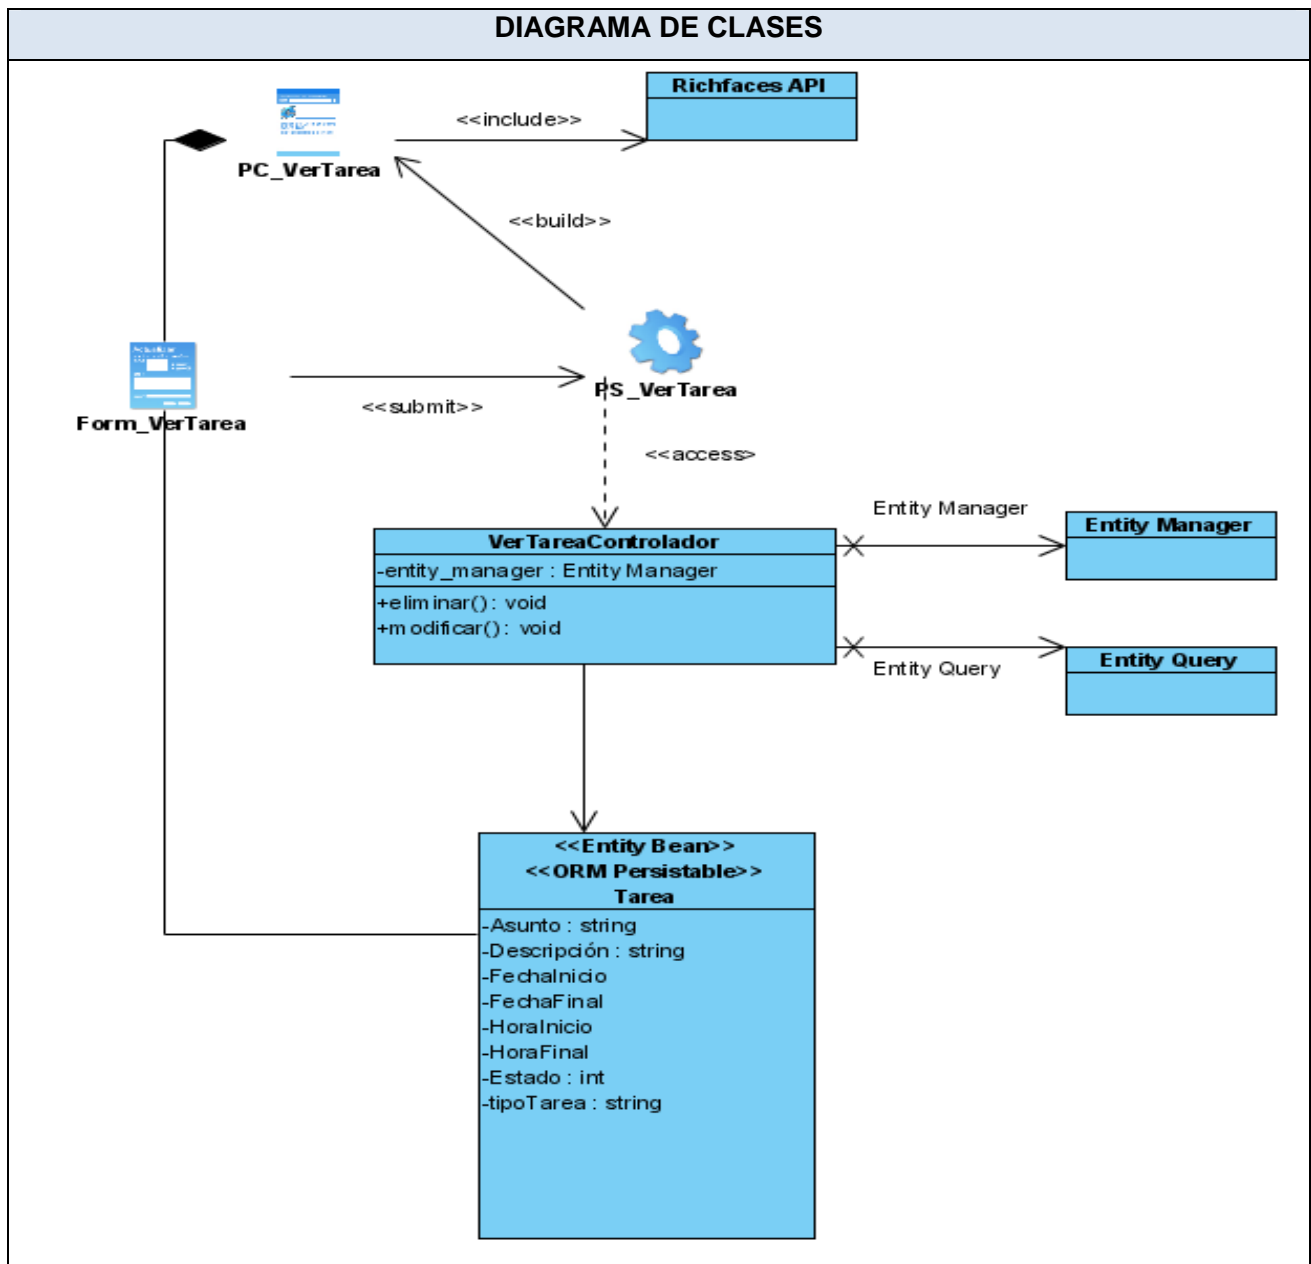 DIAGRAMA DE CLASES
Richfaces API
<<include>>
PC_VerTarea
<<build>>
PS_VerTarea
<<submit>>
Form_VerTarea
<<access>
VerTareaControlador
-entity_manager : Entity Manager
+eliminar() : void
+modificar() : void
Entity Manager
Entity Manager
Entity Query
Entity Query
<<Entity Bean>>
<<ORM Persistable>>
Tarea
-Asunto : string
-Descripción : string
-FechaInicio
-FechaFinal
-HoraInicio
-HoraFinal
-Estado : int
-tipoTarea : string